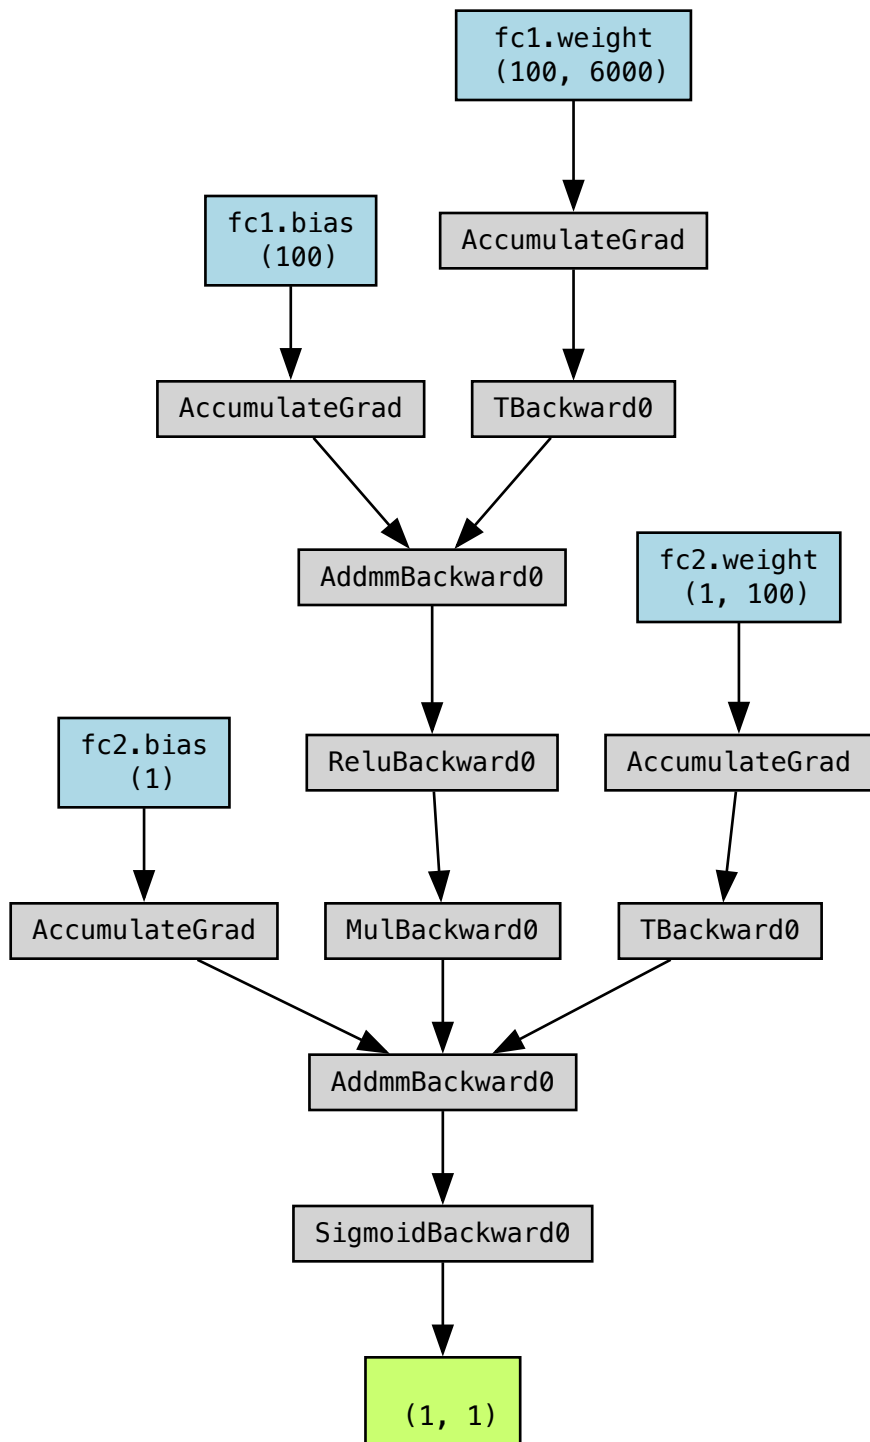 fc1.weight
(100, 6000)
fc1.bias
(100)
AccumulateGrad
AccumulateGrad
TBackward0
AddmmBackward0
fc2.weight
(1, 100)
fc2.bias
(1)
ReluBackward0
AccumulateGrad
AccumulateGrad
MulBackward0
TBackward0
AddmmBackward0
SigmoidBackward0
(1, 1)